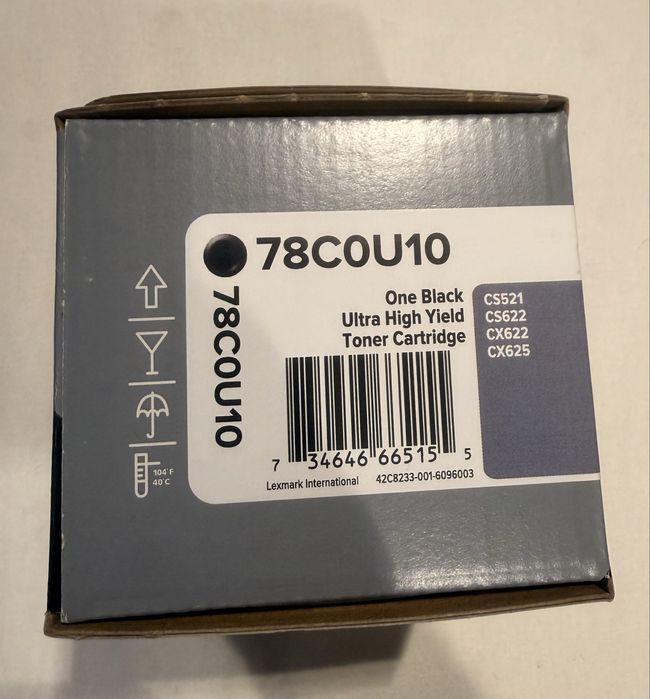 78C0U10
78C0U10
One Black
Ultra High Yield
Toner Cartridge
CS521
CS622
CX622
CX625
7 34646 66515 5
Lexmark International 42C8233-001-6096003
104°F
40°C